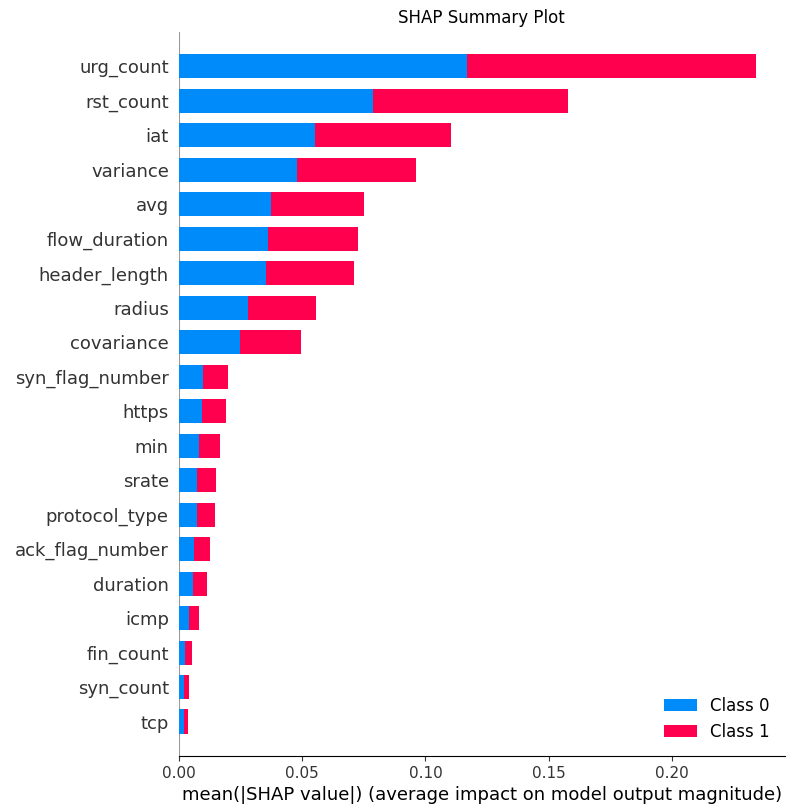 SHAP Summary Plot
urg_count
rst_count
iat
variance
avg
flow_duration
header_length
radius
covariance
syn_flag_number
https
min
srate
protocol_type
ack_flag_number
duration
icmp
fin_count
syn_count
tcp
Class 0
Class 1
0.00 0.05 0.10 0.15 0.20
mean(|SHAP value|) (average impact on model output magnitude)